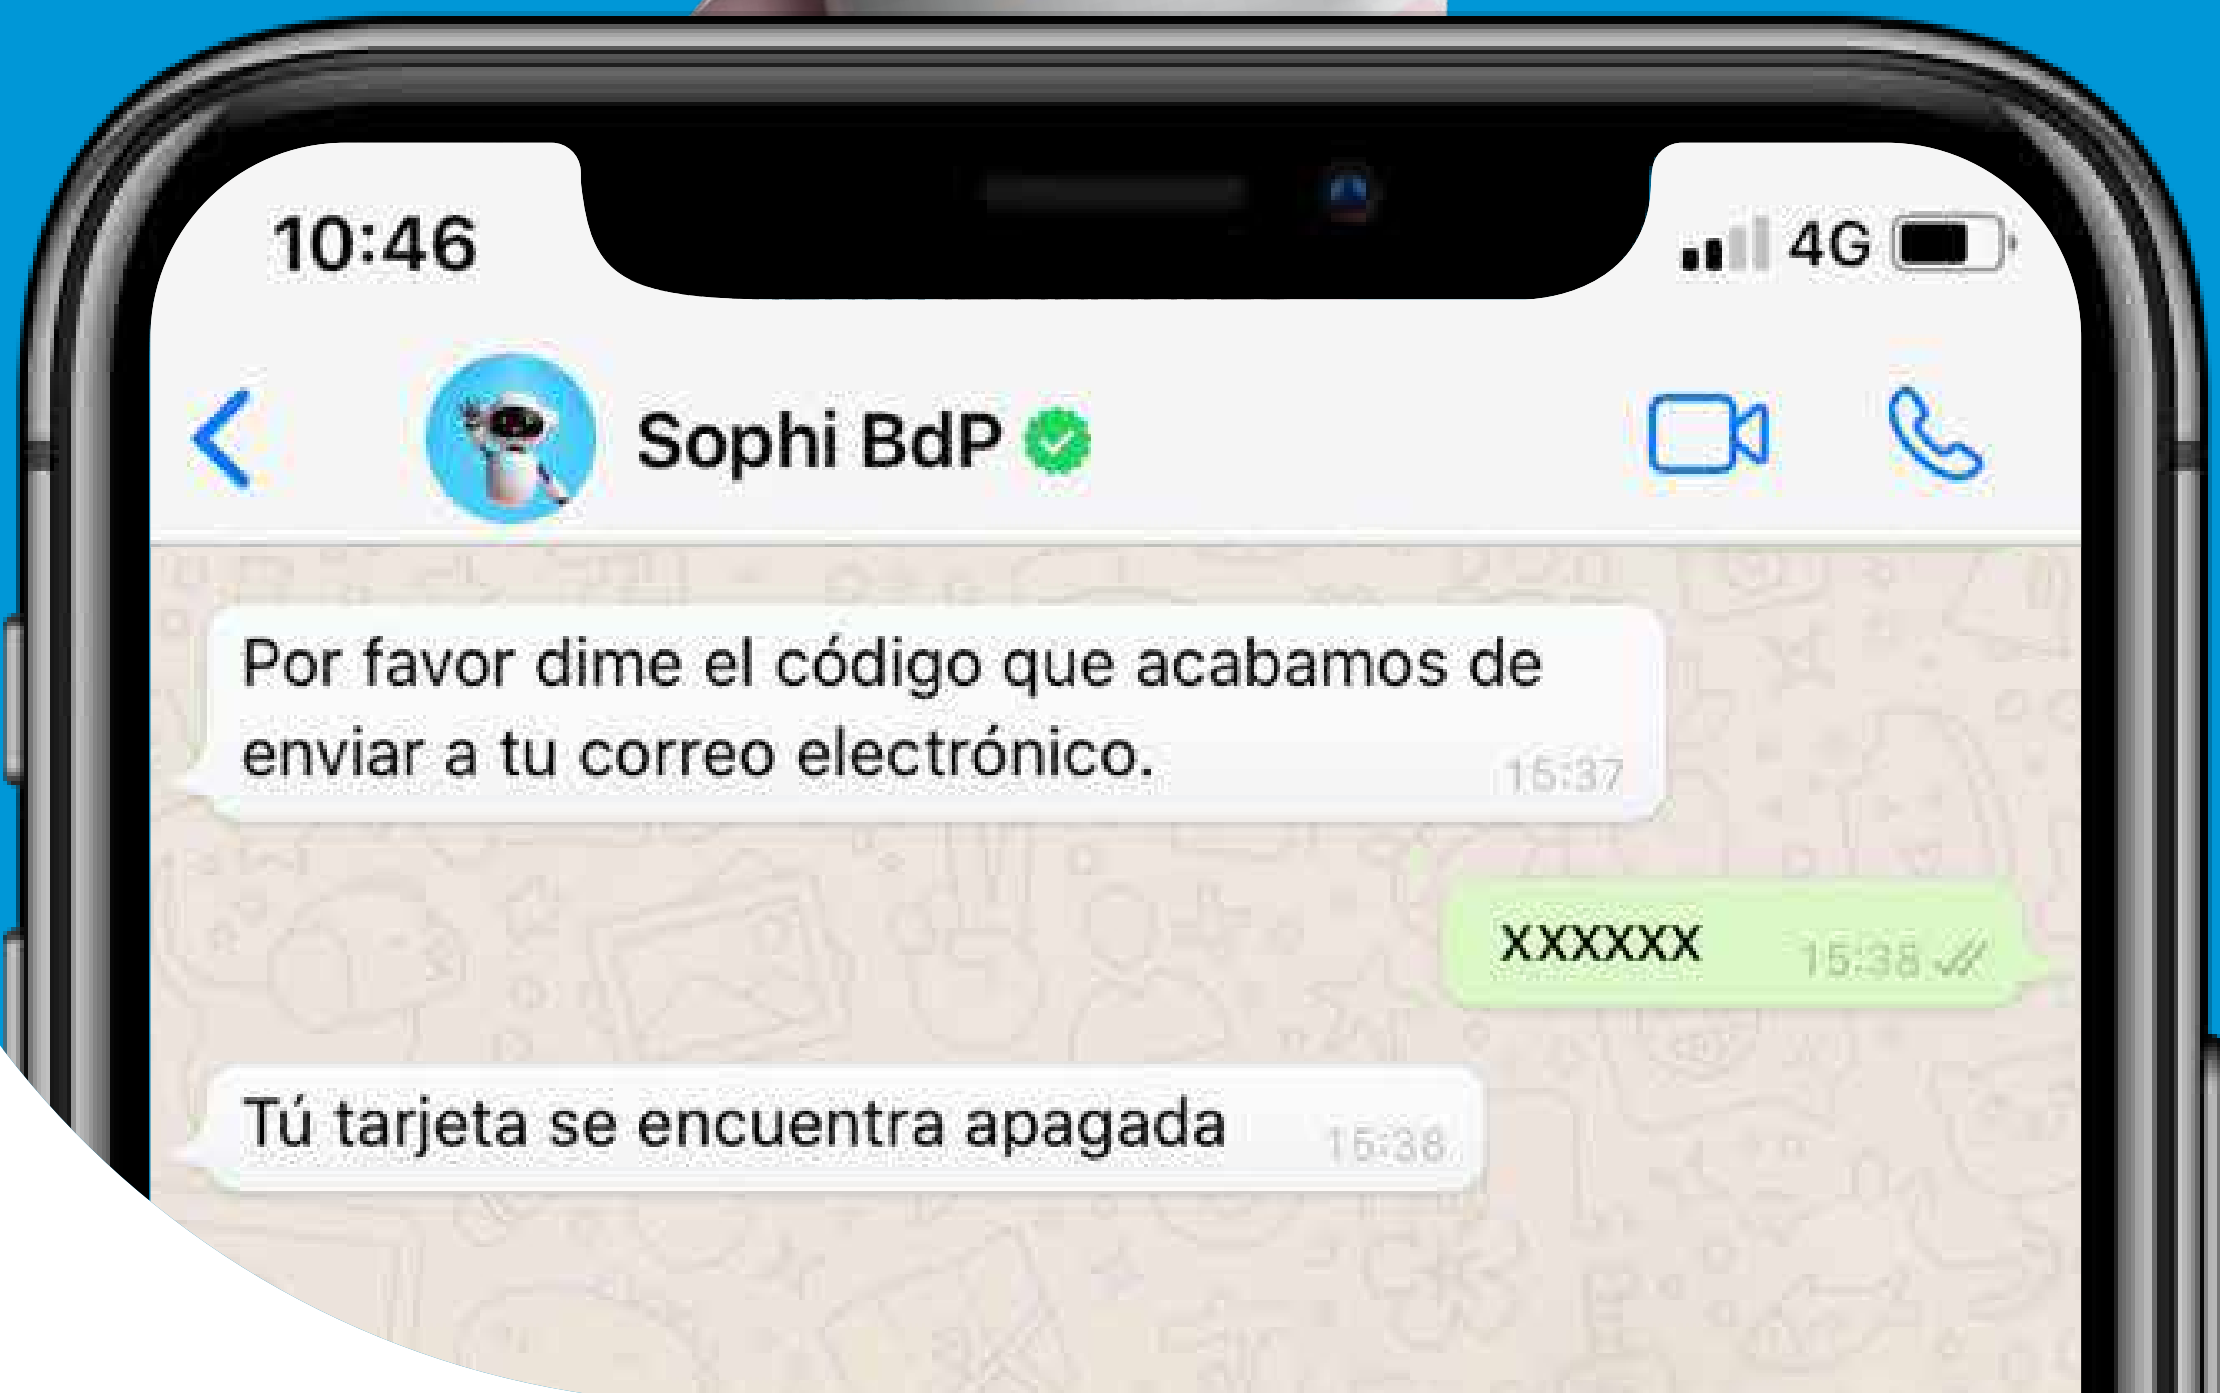 10:46
4G
Sophi BdP
Por favor dime el código que acabamos de
enviar a tu correo electrónico.
15:37
xxxxxx
15:38
Tú tarjeta se encuentra apagada
15:38